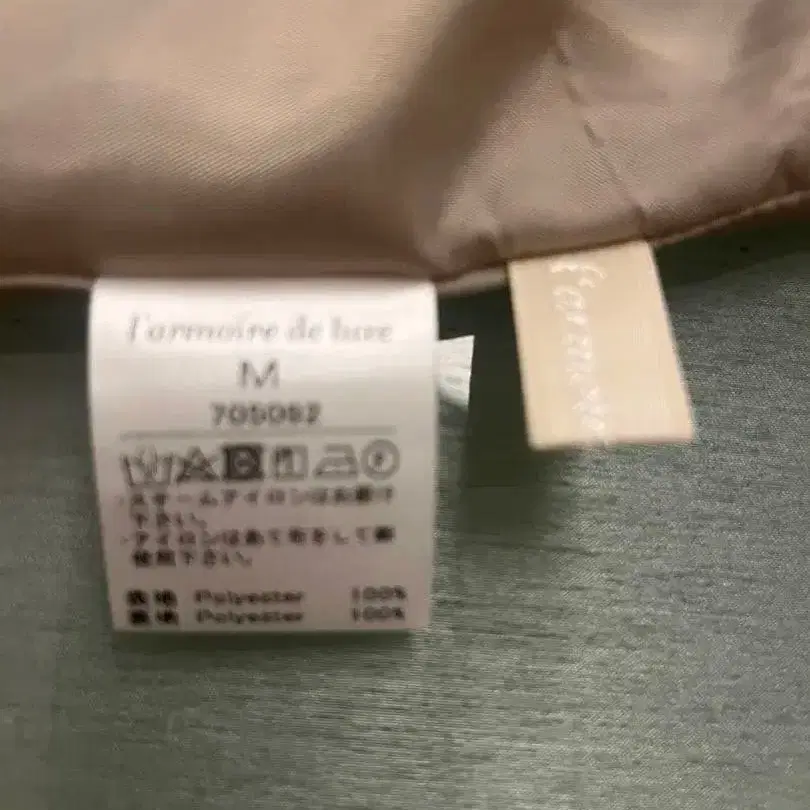 l'armoire de luxe
M
705052
・スチームアイロンはお避け
下さい。
・アイロンはあて布をして御
使用下さい。
表地 Polyester 100%
裏地 Polyester 100%